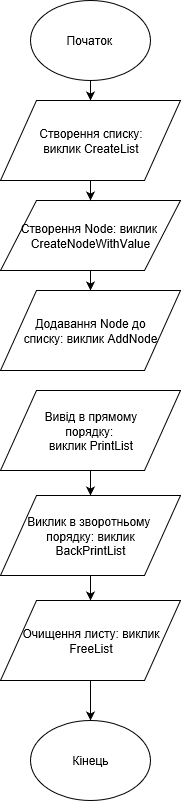 Початок
Створення списку:
виклик CreateList
Створення Node: виклик
CreateNodeWithValue
Додавання Node до
списку: виклик AddNode
Вивід в прямому
порядку:
виклик PrintList
Виклик в зворотньому
порядку: виклик
BackPrintList
Очищення листу: виклик
FreeList
Кінець